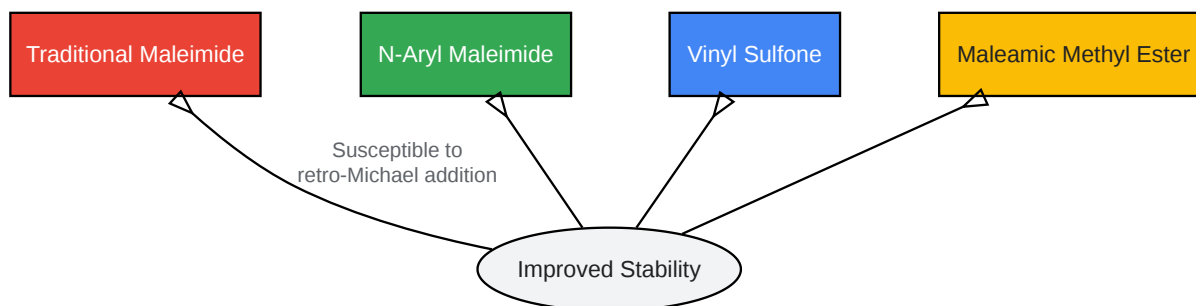 Traditional Maleimide
N-Aryl Maleimide
Vinyl Sulfone
Maleamic Methyl Ester
Susceptible to
retro-Michael addition
Improved Stability